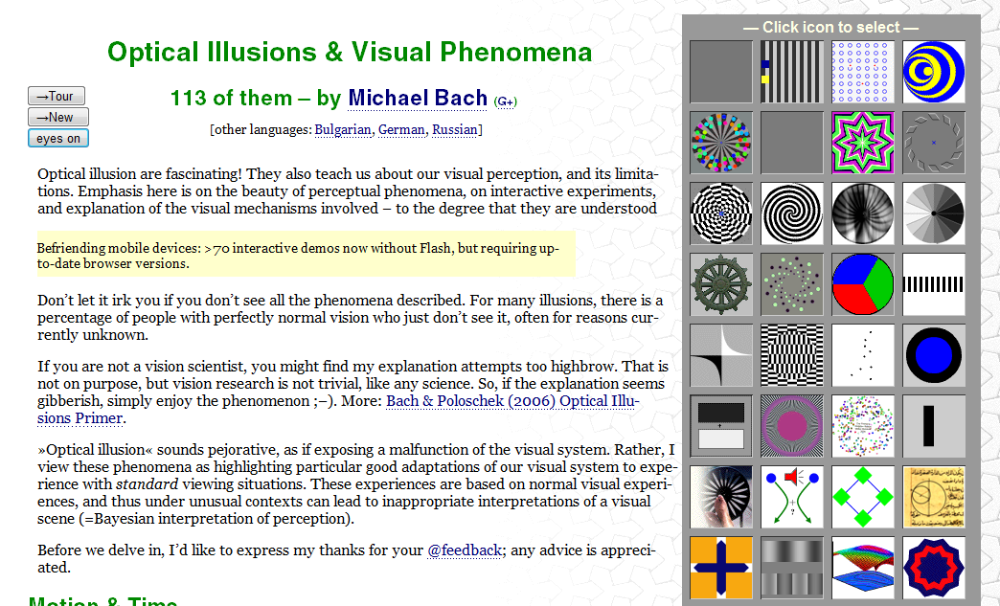 Optical Illusions & Visual Phenomena
→Tour
→New
eyes on
113 of them – by Michael Bach (G+)
[other languages: Bulgarian, German, Russian]
Optical illusion are fascinating! They also teach us about our visual perception, and its limita-
tions. Emphasis here is on the beauty of perceptual phenomena, on interactive experiments,
and explanation of the visual mechanisms involved – to the degree that they are understood
Befriending mobile devices: >70 interactive demos now without Flash, but requiring up-
to-date browser versions.
Don’t let it irk you if you don’t see all the phenomena described. For many illusions, there is a
percentage of people with perfectly normal vision who just don’t see it, often for reasons cur-
rently unknown.
If you are not a vision scientist, you might find my explanation attempts too highbrow. That is
not on purpose, but vision research is not trivial, like any science. So, if the explanation seems
gibberish, simply enjoy the phenomenon ;–). More: Bach & Poloschek (2006) Optical Illu-
sions Primer.
»Optical illusion« sounds pejorative, as if exposing a malfunction of the visual system. Rather, I
view these phenomena as highlighting particular good adaptations of our visual system to expe-
rience with standard viewing situations. These experiences are based on normal visual experi-
ences, and thus under unusual contexts can lead to inappropriate interpretations of a visual
scene (=Bayesian interpretation of perception).
Before we delve in, I’d like to express my thanks for your @feedback; any advice is appreci-
ated.
Motion & Time
— Click icon to select —
+
?